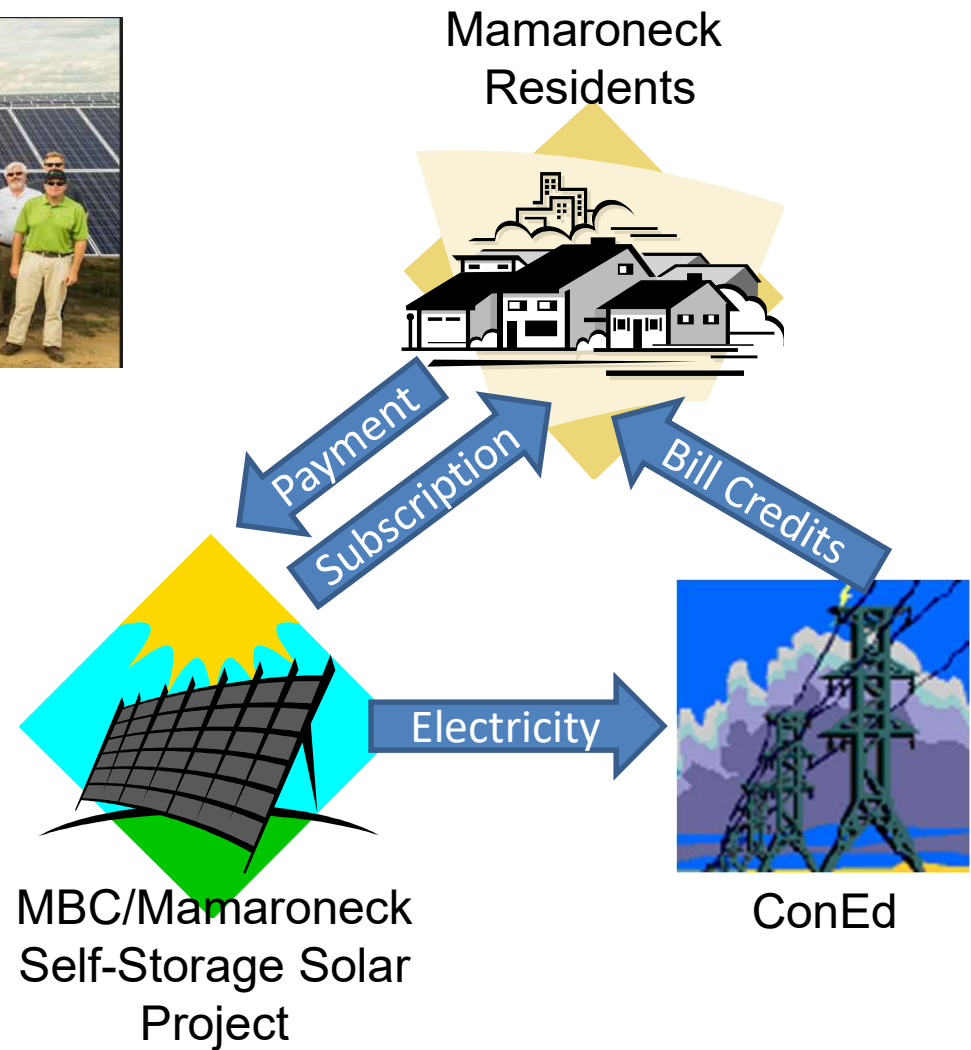 Mamaroneck
Residents
Payment
Subscription
Bill Credits
Electricity
MBC/Mamaroneck
Self-Storage Solar
Project
ConEd